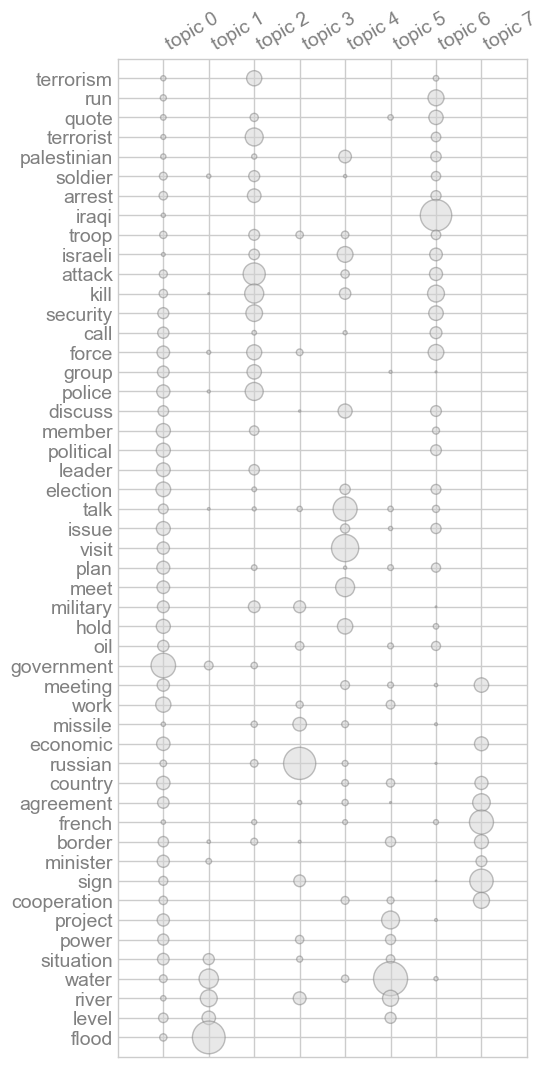 topic 0 topic 1 topic 2 topic 3 topic 4 topic 5 topic 6 topic 7
terrorism
run
quote
terrorist
palestinian
soldier
arrest
iraqi
troop
israeli
attack
kill
security
call
force
group
police
discuss
member
political
leader
election
talk
issue
visit
plan
meet
military
hold
oil
government
meeting
work
missile
economic
russian
country
agreement
french
border
minister
sign
cooperation
project
power
situation
water
river
level
flood